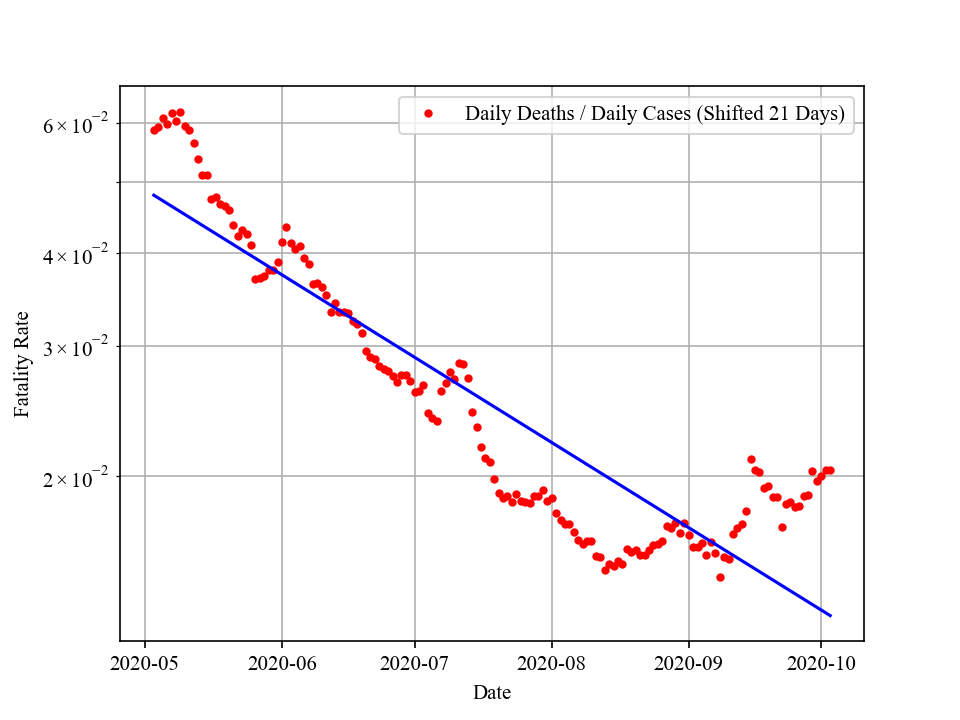 Daily Deaths / Daily Cases (Shifted 21 Days)
6 × 10⁻²
4 × 10⁻²
3 × 10⁻²
2 × 10⁻²
Fatality Rate
2020-05 2020-06 2020-07 2020-08 2020-09 2020-10
Date